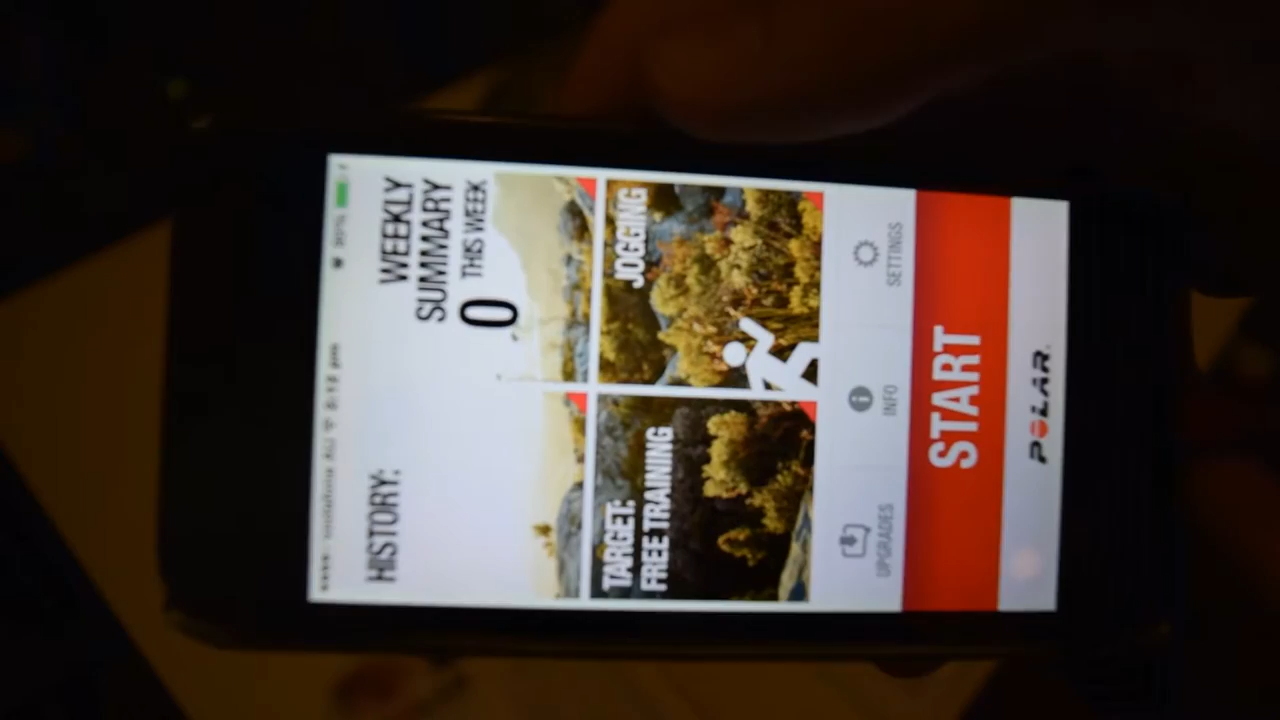 HISTORY:
WEEKLY
SUMMARY
0 THIS WEEK
TARGET:
FREE TRAINING
JOGGING
UPGRADES
INFO
SETTINGS
START
POLAR